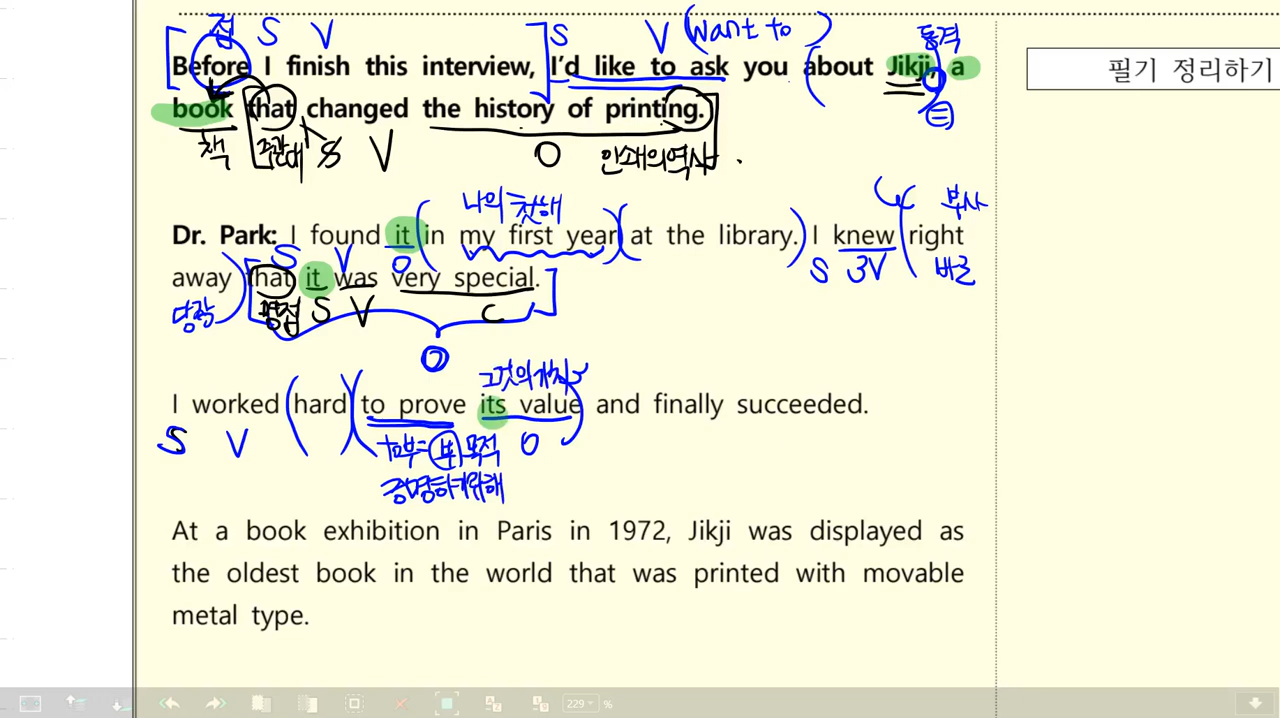 접 S V S V (want to ) 동격
Before I finish this interview, I'd like to ask you about Jikji, a
필기 정리하기
book that changed the history of printing.
책 주관대 S V O 인쇄의역사
나의 첫해 부사
Dr. Park: I found it in my first year at the library. I knew right
S V O S 3V 바로
away that it was very special.
당장 명접 S V C
O
그것의가치를
I worked hard to prove its value and finally succeeded.
S V to부= 부 목적 O
증명하기위해
At a book exhibition in Paris in 1972, Jikji was displayed as
the oldest book in the world that was printed with movable
metal type.
229 %